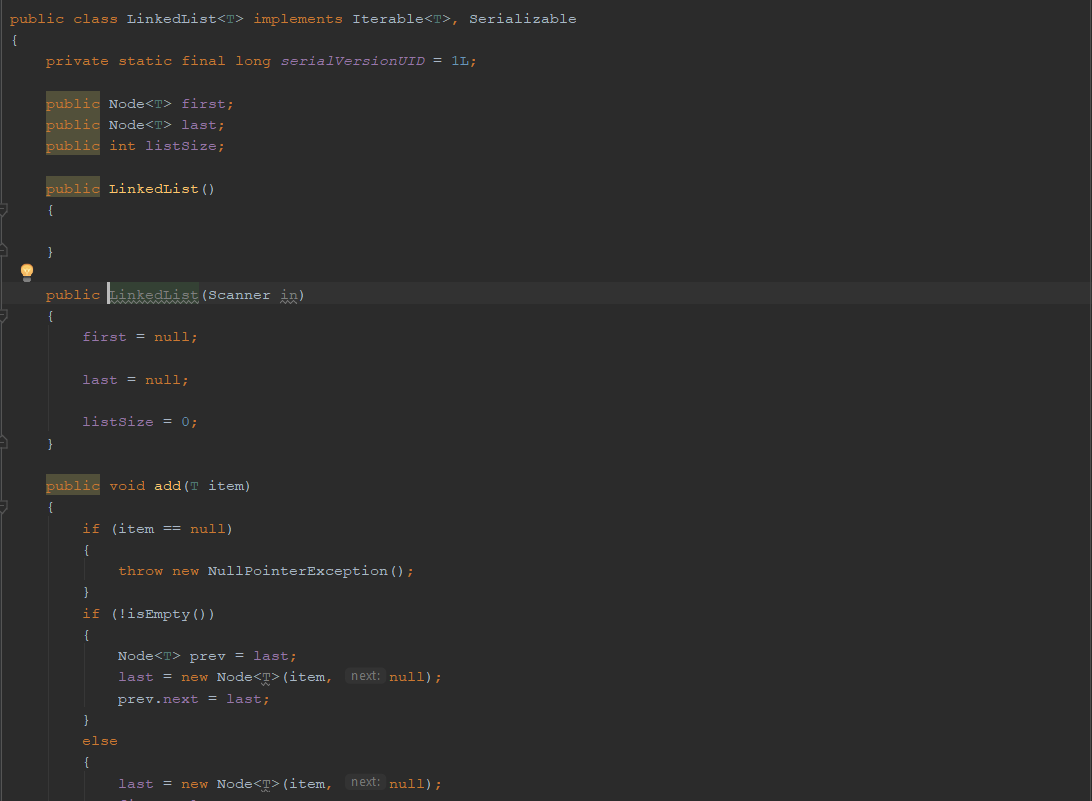 public class LinkedList<T> implements Iterable<T>, Serializable
{
private static final long serialVersionUID = 1L;
public Node<T> first;
public Node<T> last;
public int listSize;
public LinkedList()
{
}
public LinkedList(Scanner in)
{
first = null;
last = null;
listSize = 0;
}
public void add(T item)
{
if (item == null)
{
throw new NullPointerException();
}
if (!isEmpty())
{
Node<T> prev = last;
last = new Node<T>(item, next: null);
prev.next = last;
}
else
{
last = new Node<T>(item, next: null);